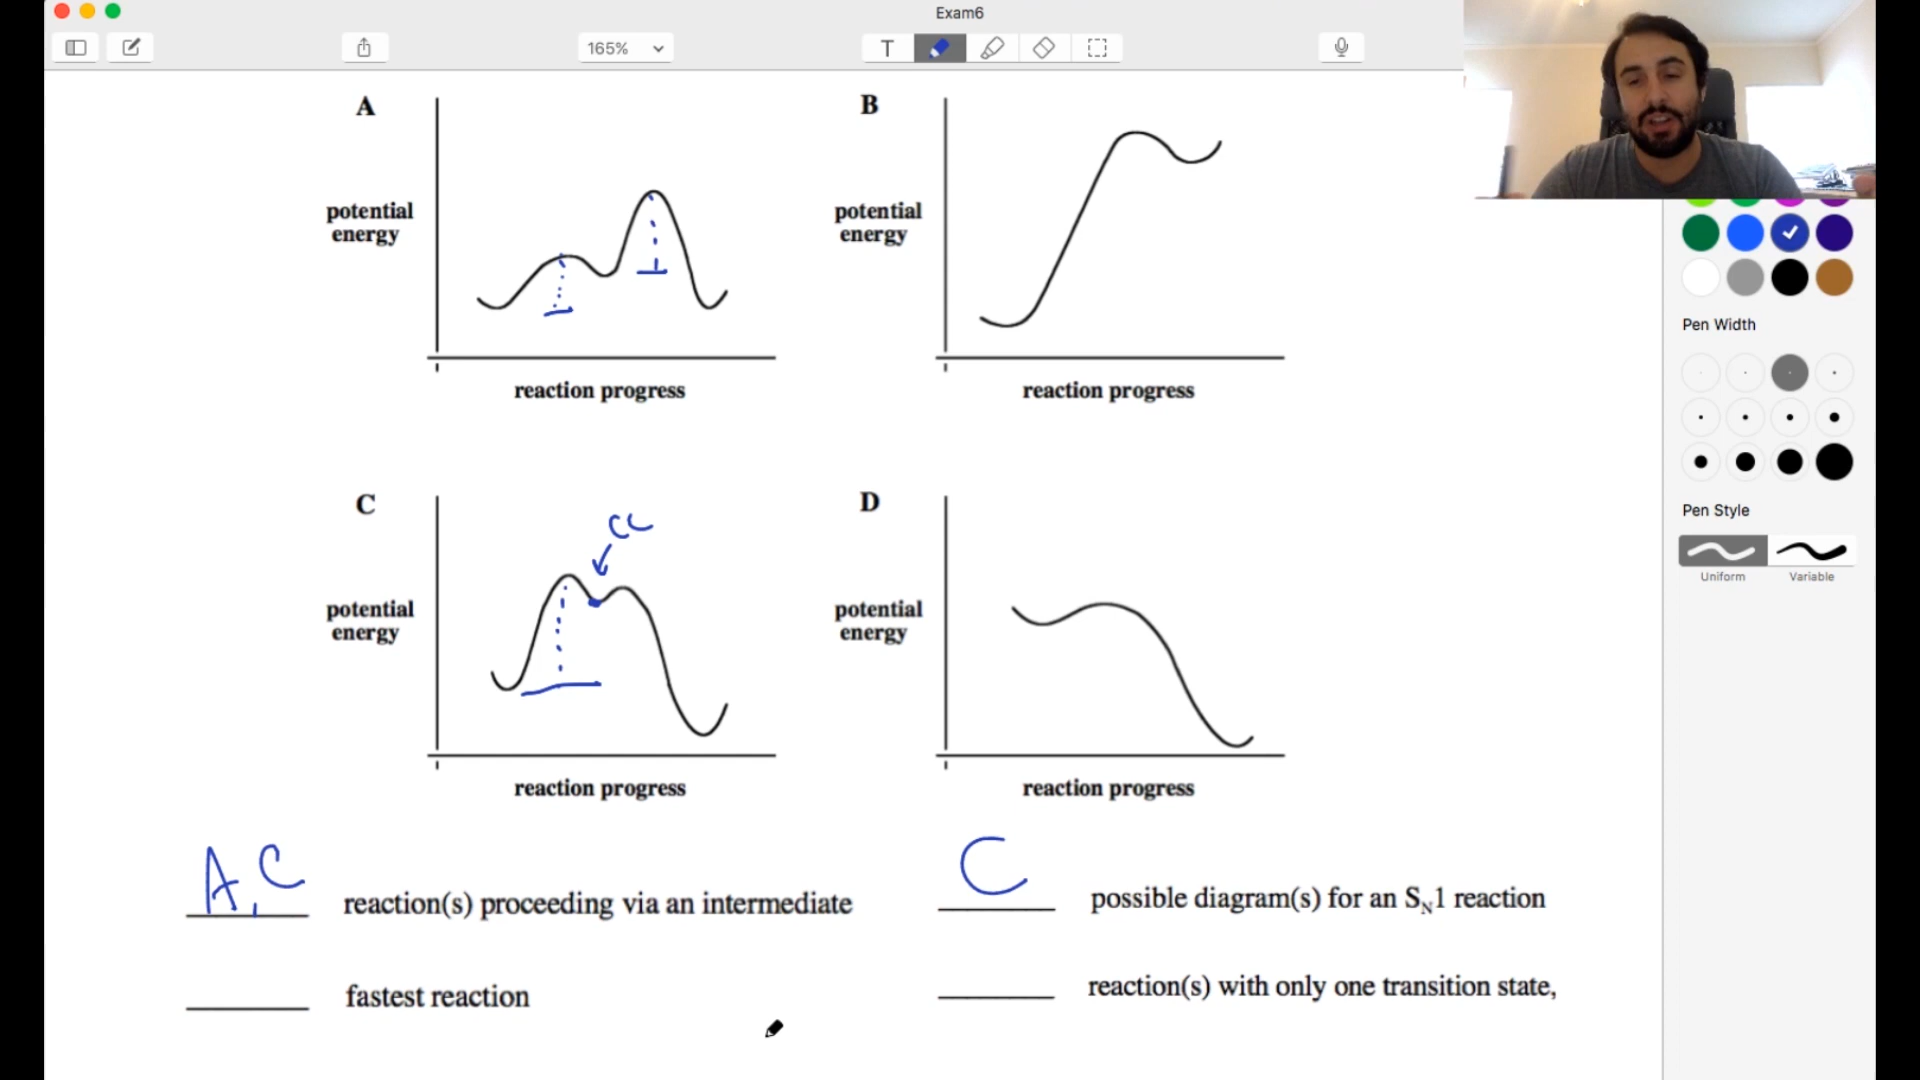 Exam6
165%
T
A
B
potential
energy
potential
energy
reaction progress
reaction progress
C
D
CC
potential
energy
potential
energy
reaction progress
reaction progress
A, C reaction(s) proceeding via an intermediate
C possible diagram(s) for an SN1 reaction
fastest reaction
reaction(s) with only one transition state,
Pen Width
Pen Style
Uniform
Variable